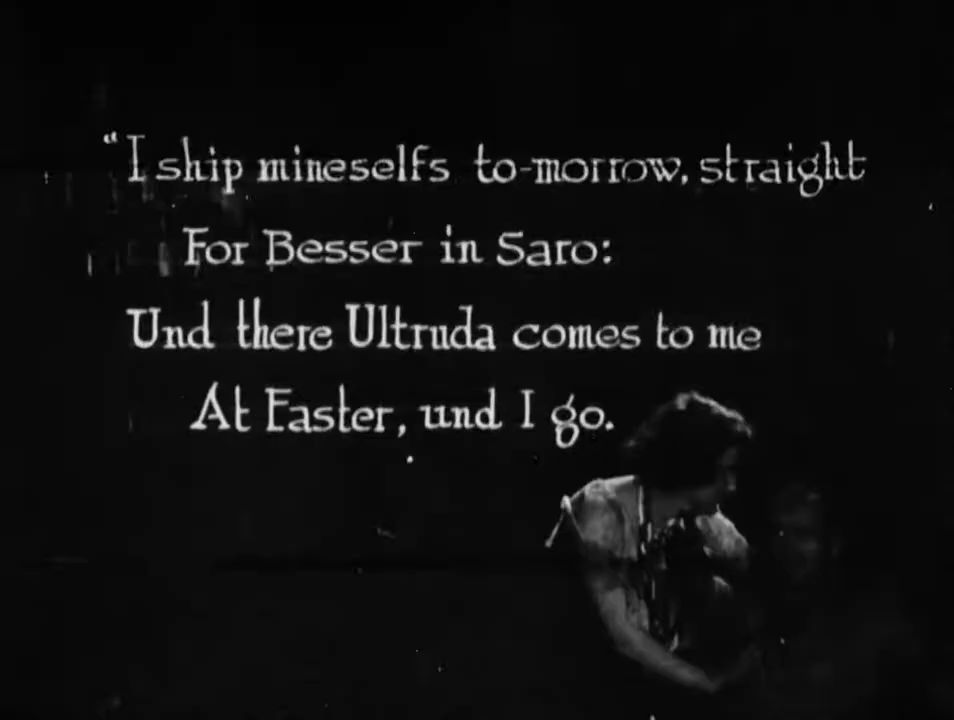 “I ship mineselfs to-morrow, straight
For Besser in Saro:
Und there Ultruda comes to me
At Easter, und I go.